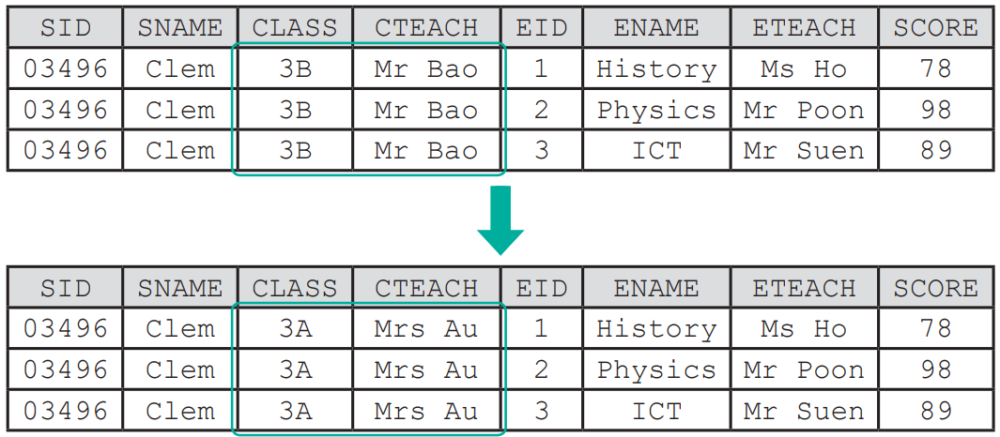 SID SNAME CLASS CTEACH EID ENAME ETEACH SCORE
03496 Clem 3B Mr Bao 1 History Ms Ho 78
03496 Clem 3B Mr Bao 2 Physics Mr Poon 98
03496 Clem 3B Mr Bao 3 ICT Mr Suen 89
SID SNAME CLASS CTEACH EID ENAME ETEACH SCORE
03496 Clem 3A Mrs Au 1 History Ms Ho 78
03496 Clem 3A Mrs Au 2 Physics Mr Poon 98
03496 Clem 3A Mrs Au 3 ICT Mr Suen 89